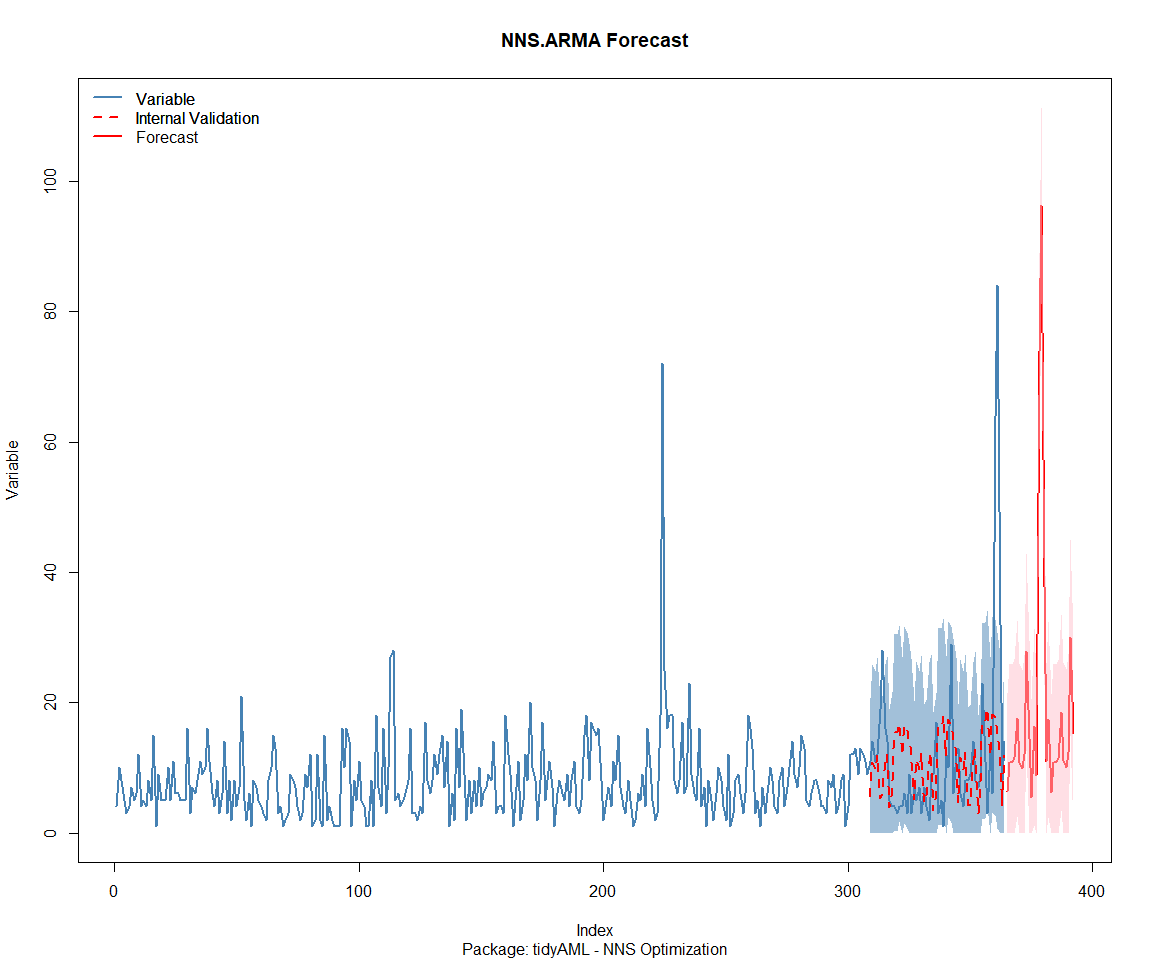 NNS.ARMA Forecast
Variable
Internal Validation
Forecast
Variable
100
80
60
40
20
0
0
100
200
300
400
Index
Package: tidyAML - NNS Optimization